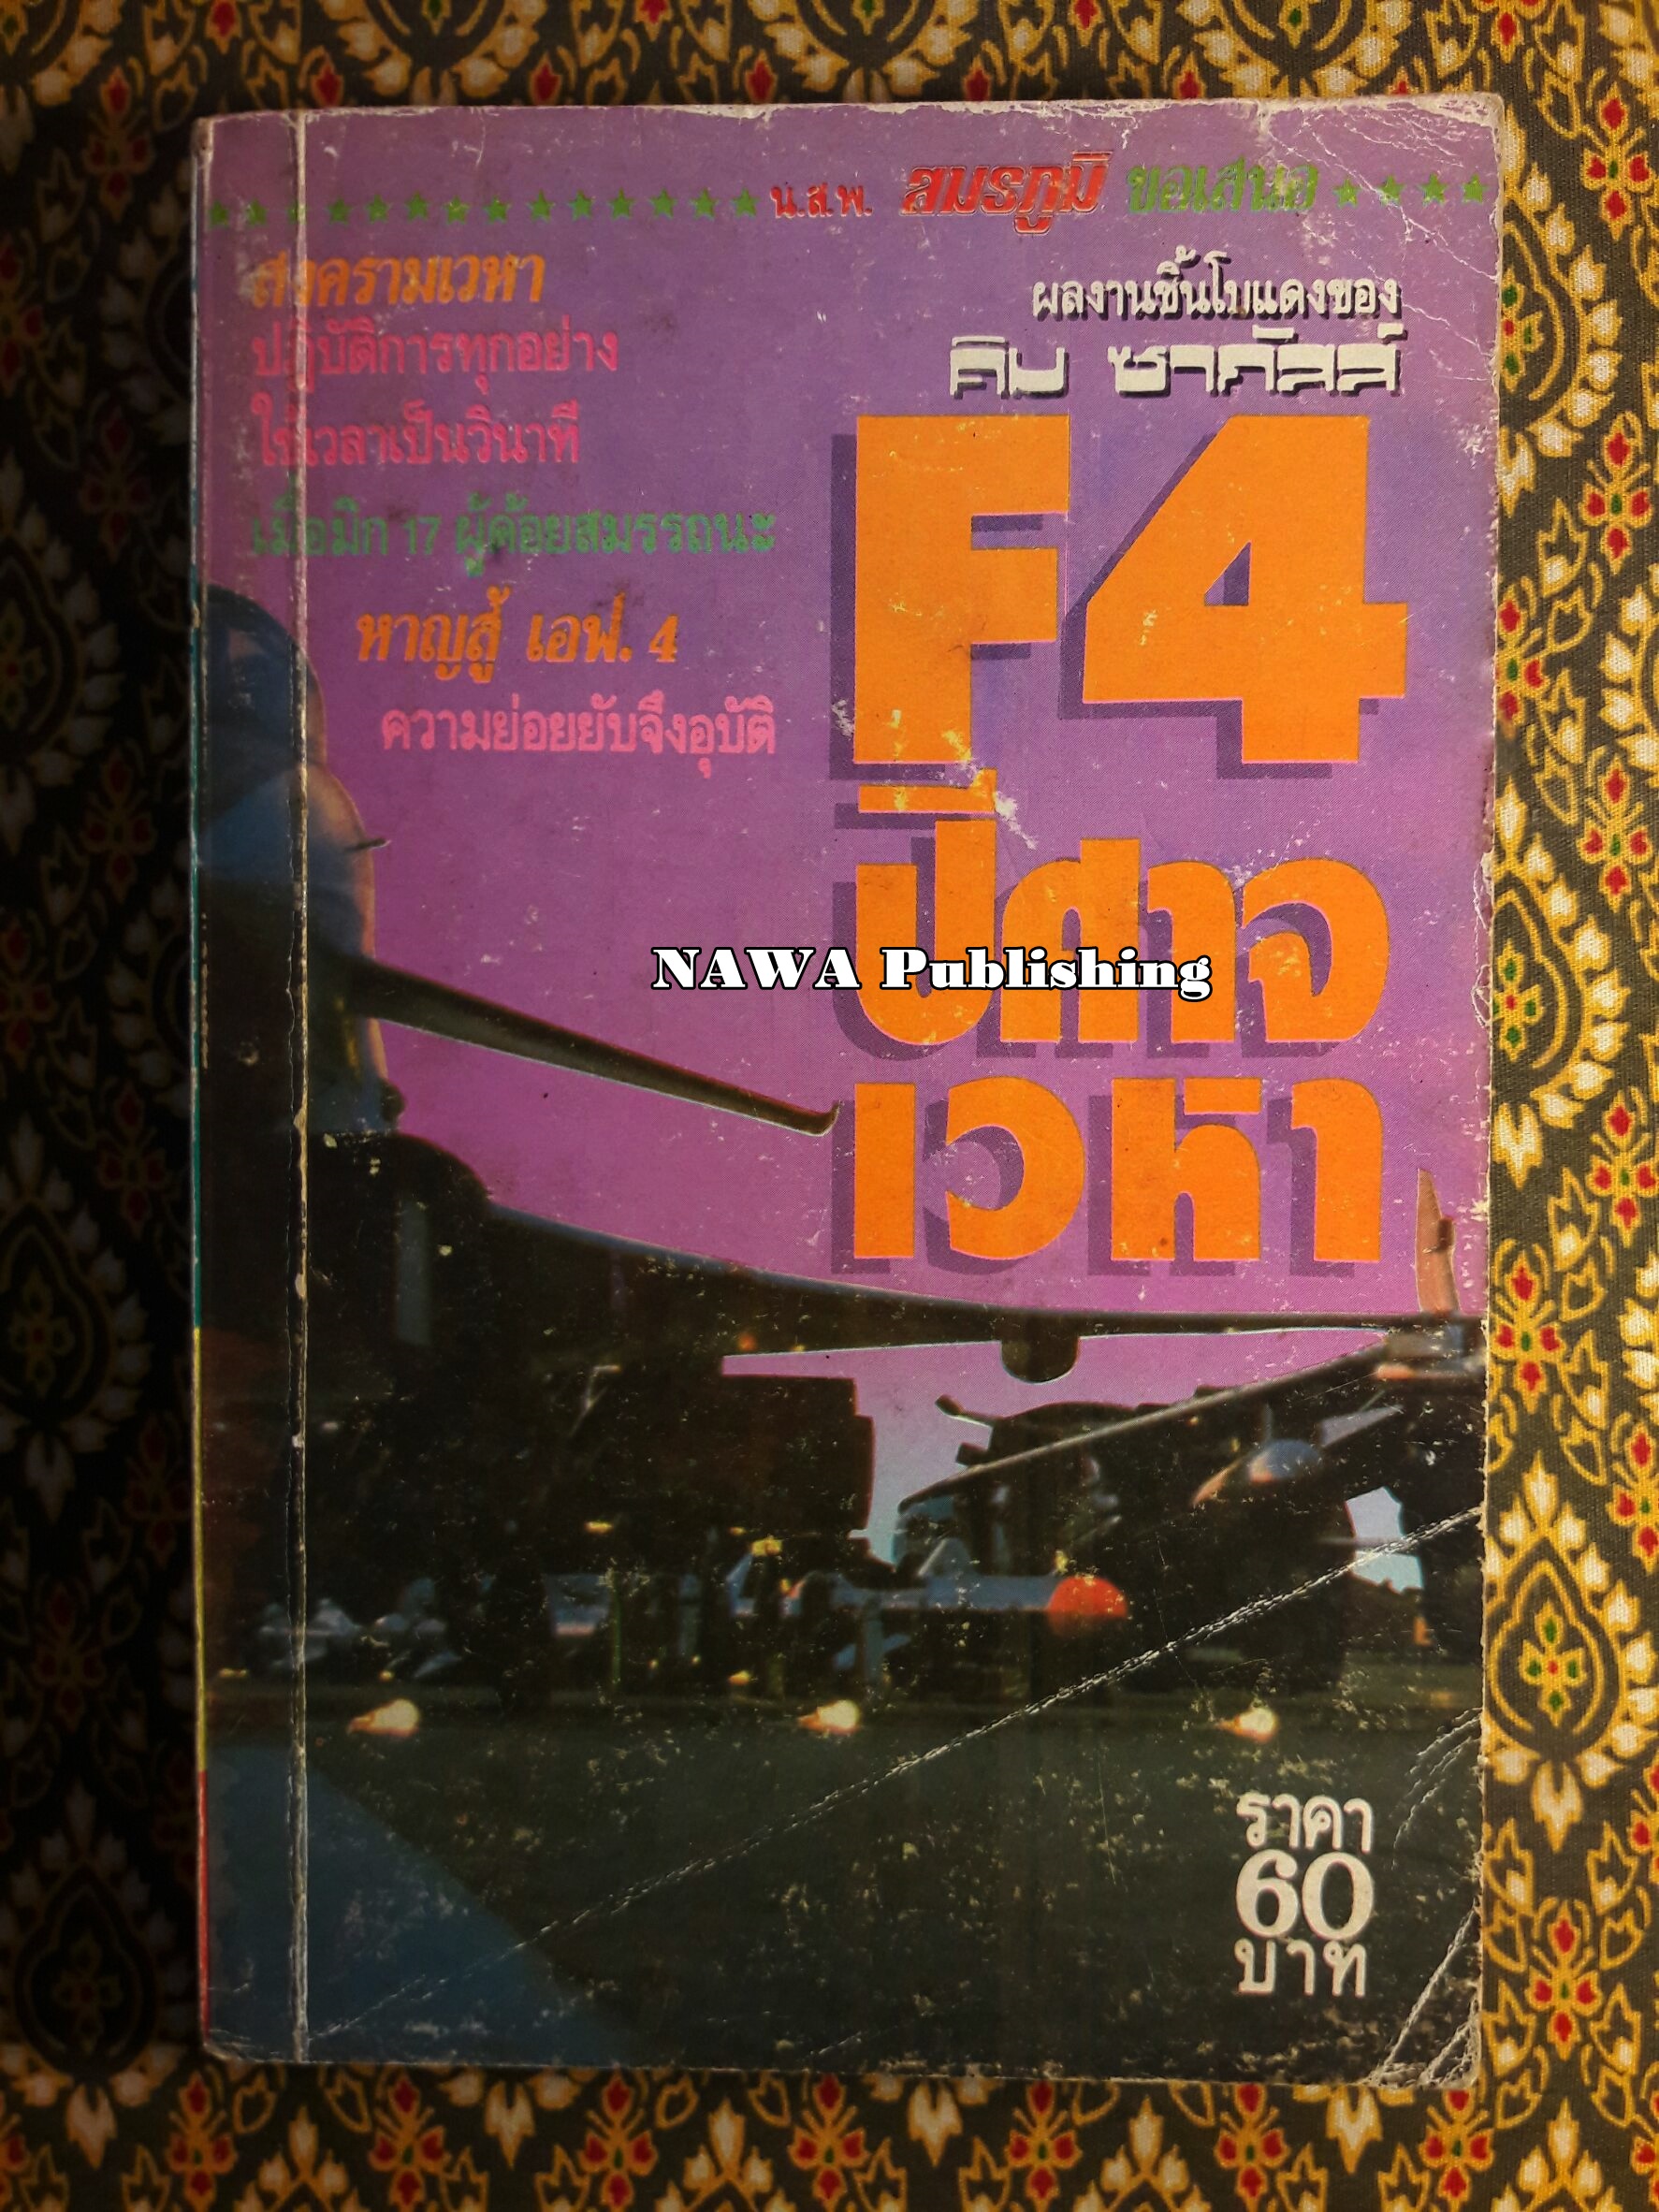 น.ส.พ. สมรภูมิ ขอเสนอ
สงครามเวหา
ปฏิบัติการทุกอย่าง
ใช้เวลาเป็นวินาที
เมื่อมิก 17 ผู้ด้อยสมรรถนะ
หาญสู้ เอฟ. 4
ความย่อยยับจึงอุบัติ
ผลงานชิ้นโบแดงของ
คิม ซากัสส์
F4
ปีศาจ
เวหา
NAWA Publishing
ราคา
60
บาท